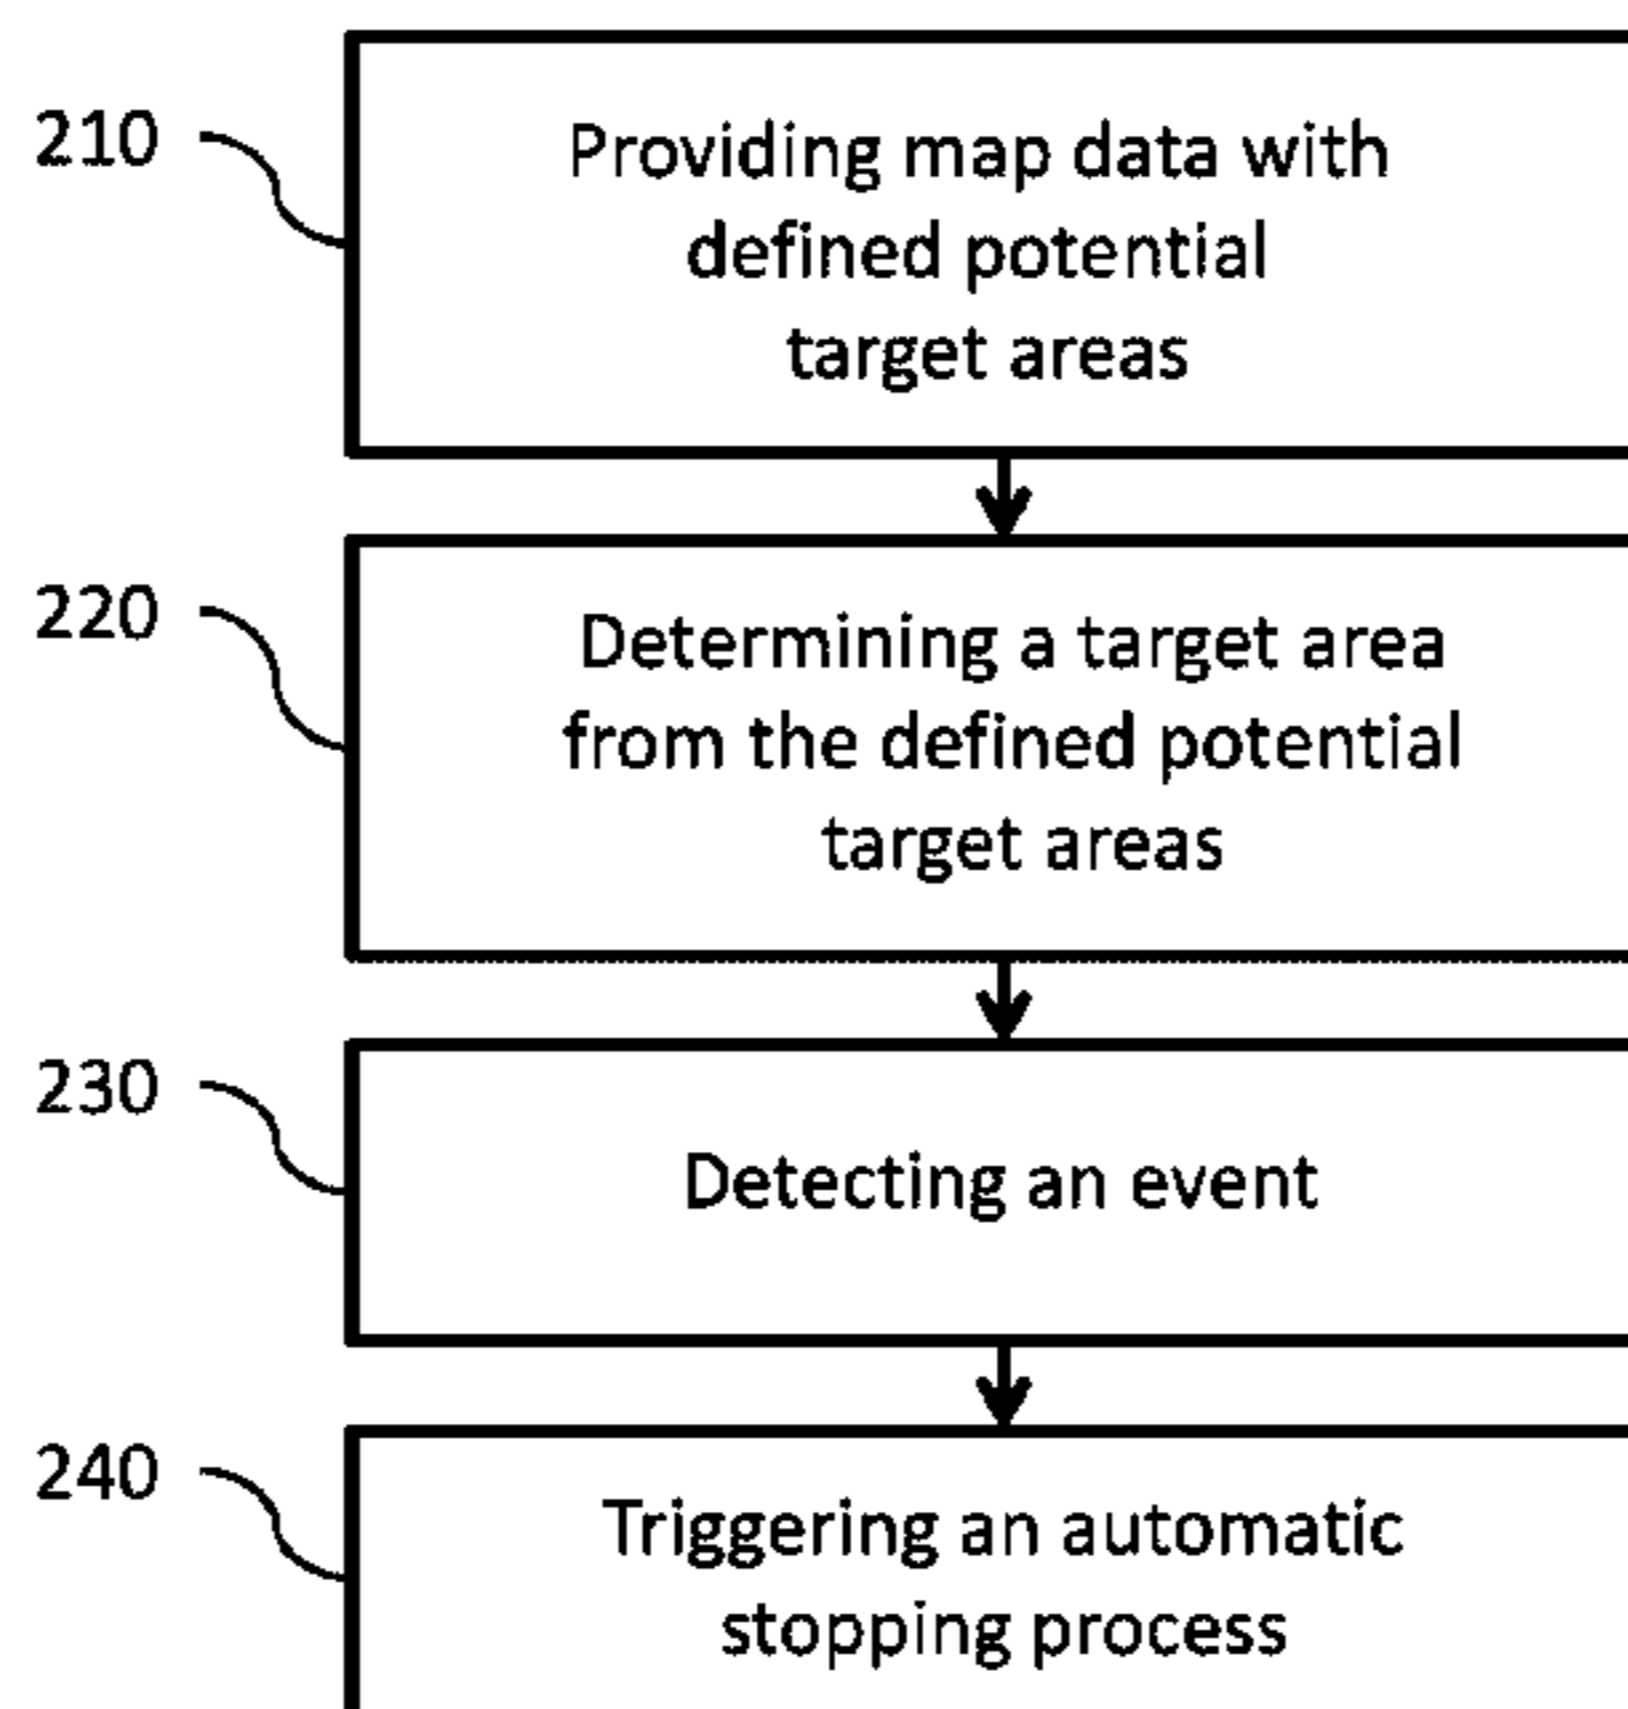 210
Providing map data with
defined potential
target areas
220
Determining a target area
from the defined potential
target areas
230
Detecting an event
240
Triggering an automatic
stopping process